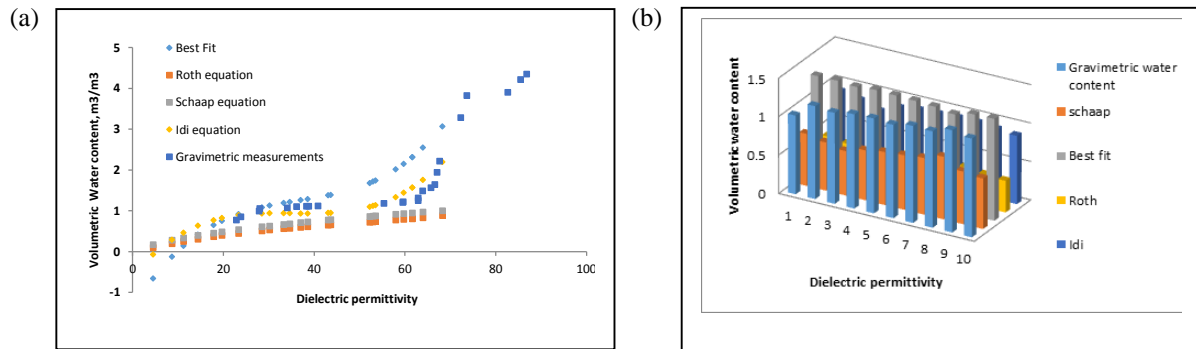 (a)
Volumetric Water content, m3/m3
5
4
3
2
1
0
-1
Best Fit
Roth equation
Schaap equation
Idi equation
Gravimetric measurements
0
20
40
60
80
100
Dielectric permittivity
(b)
Volumetric water content
1.5
1
0.5
0
1
2
3
4
5
6
7
8
9
10
Dielectric permittivity
Gravimetric water
content
schaap
Best fit
Roth
Idi